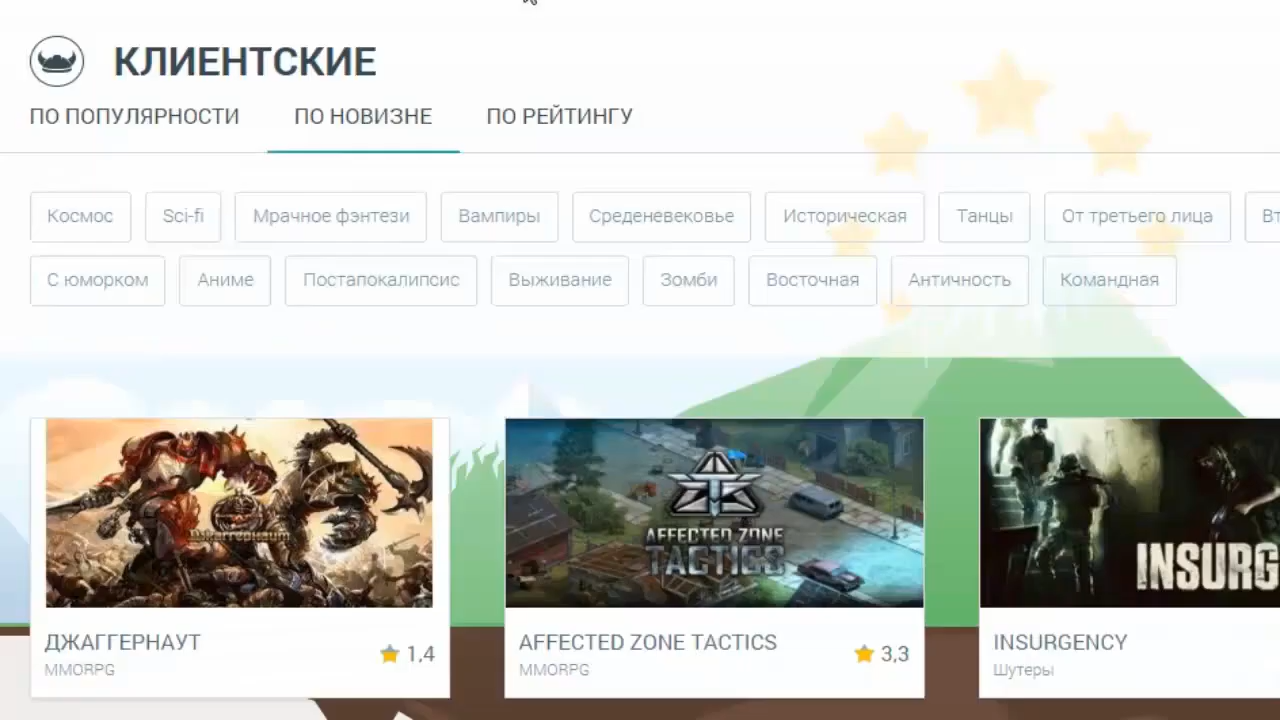 КЛИЕНТСКИЕ
ПО ПОПУЛЯРНОСТИ ПО НОВИЗНЕ ПО РЕЙТИНГУ
Космос Sci-fi Мрачное фэнтези Вампиры Среденевековье Историческая Танцы От третьего лица
С юморком Аниме Постапокалипсис Выживание Зомби Восточная Античность Командная
Джаггернаут
AFFECTED ZONE
TACTICS
INSURG
ДЖАГГЕРНАУТ 1,4 AFFECTED ZONE TACTICS 3,3 INSURGENCY
MMORPG MMORPG Шутеры